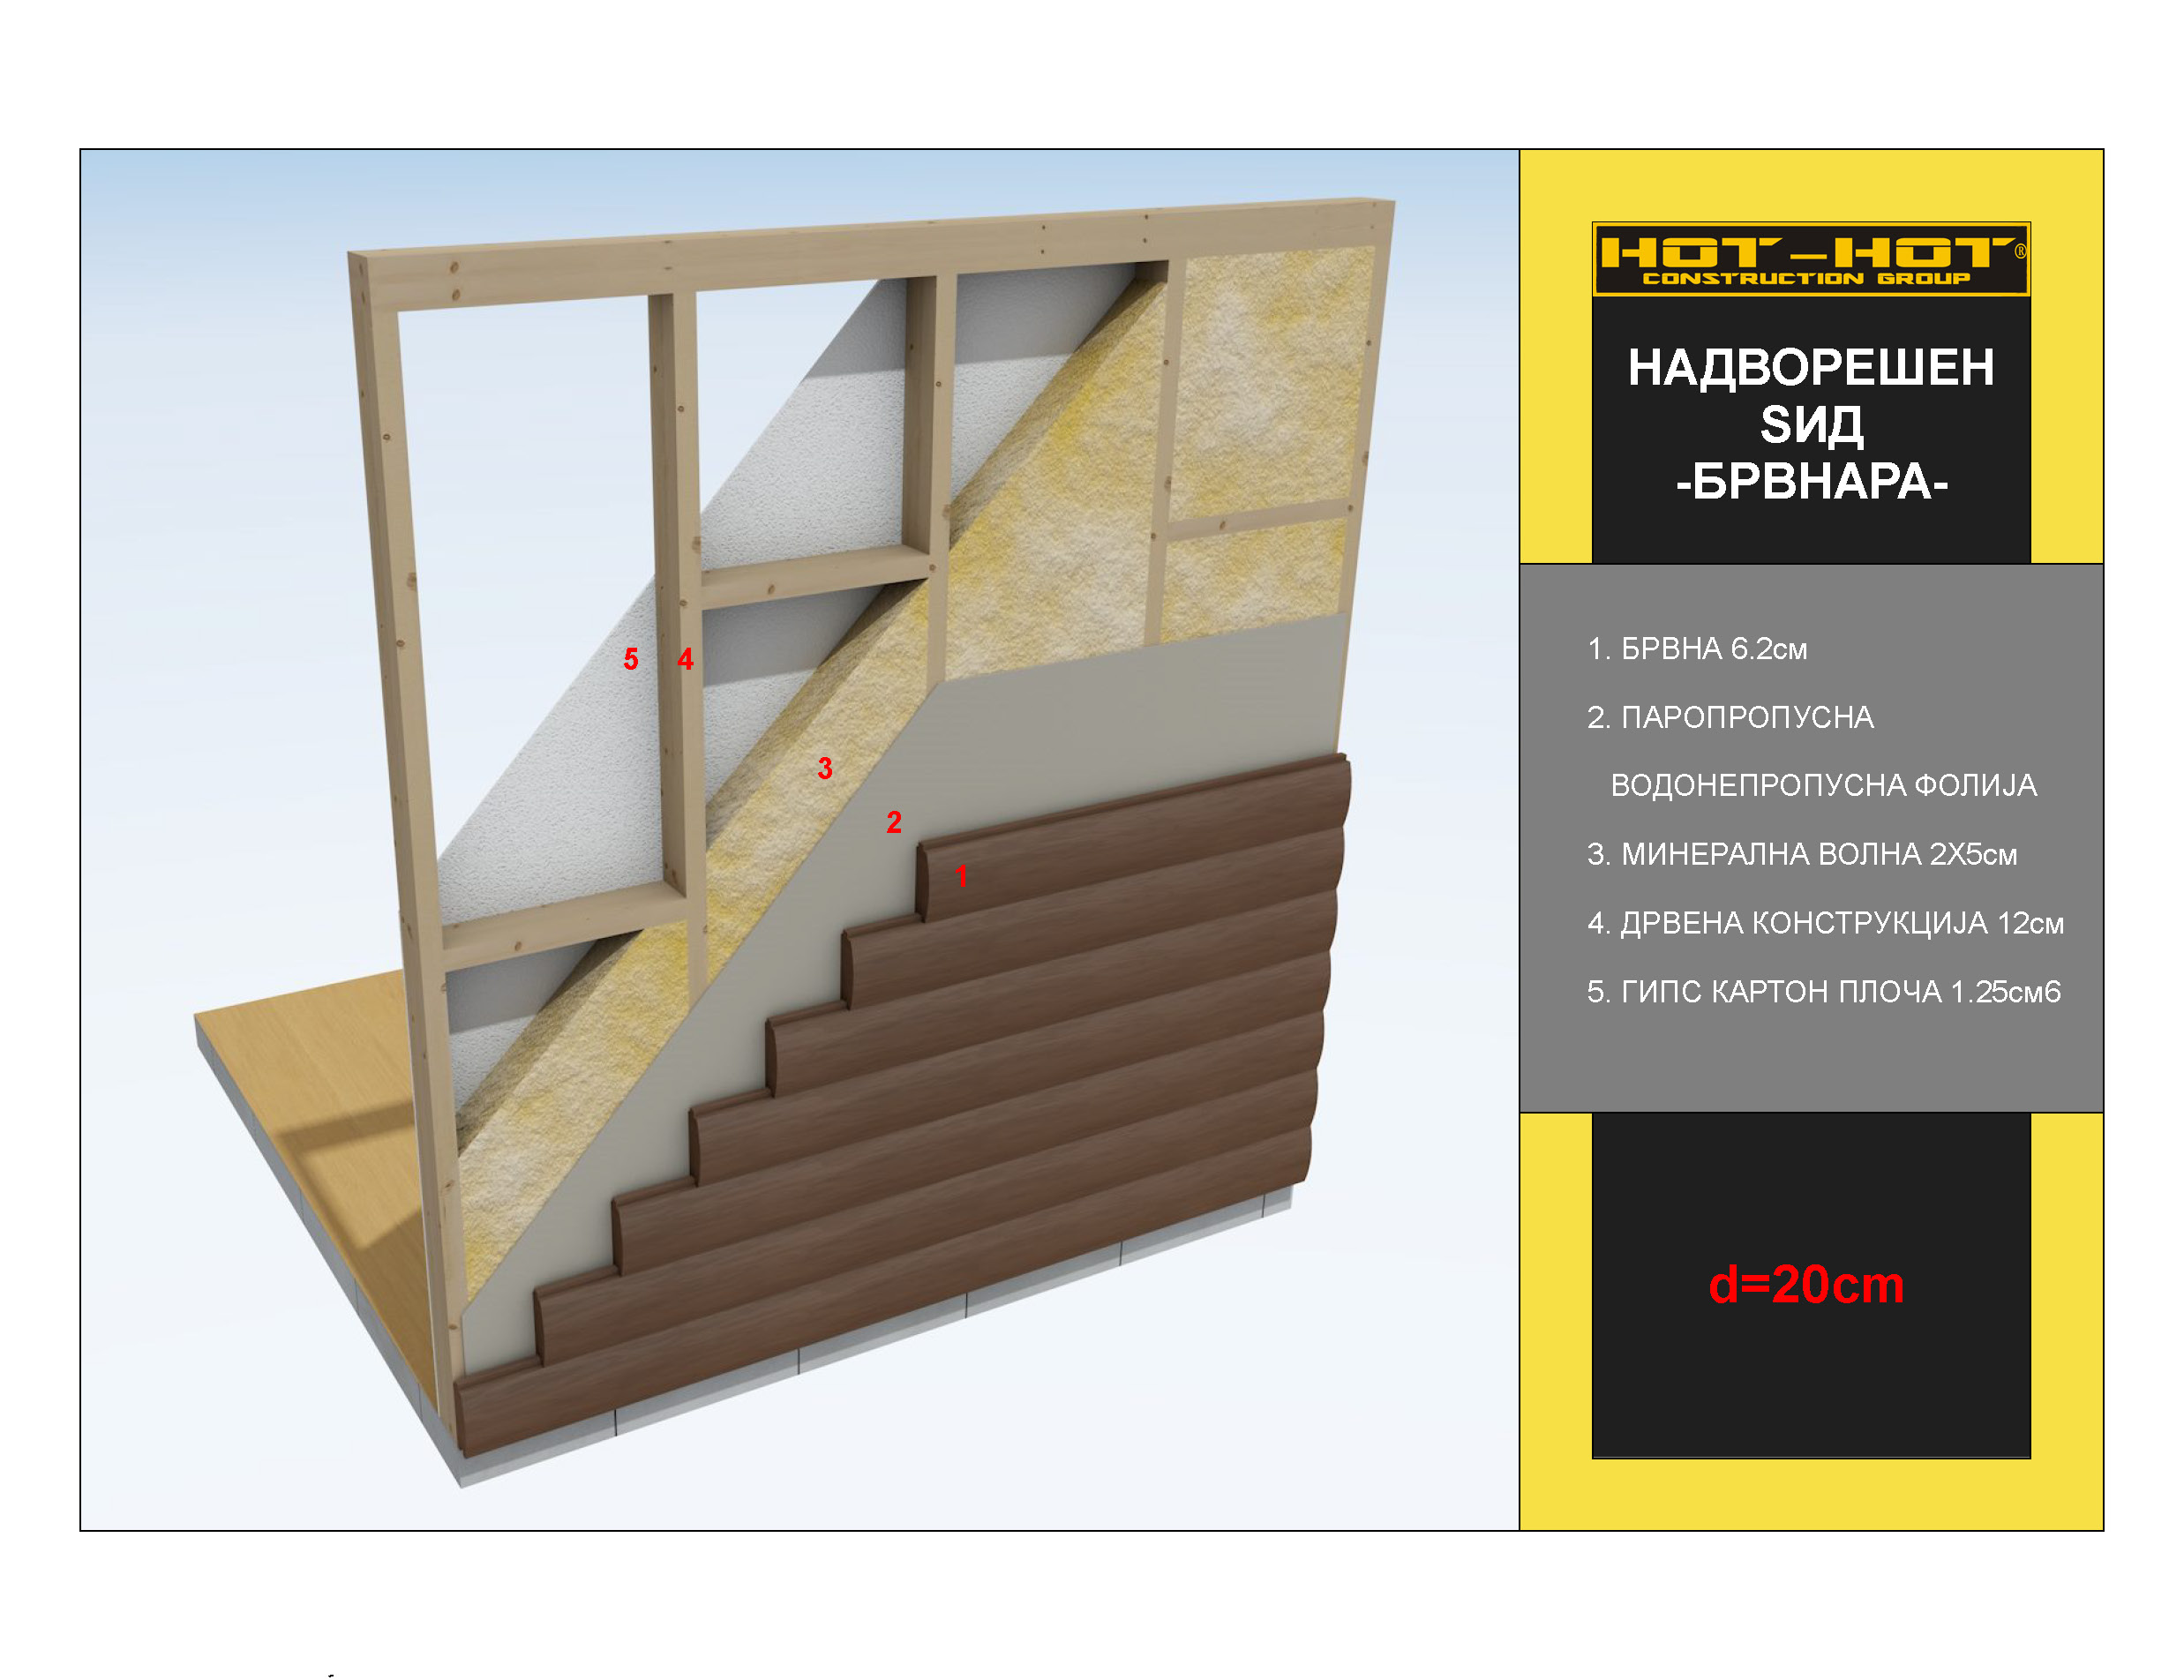 HOT-HOT®
CONSTRUCTION GROUP
НАДВОРЕШЕН
ЅИД
-БРВНАРА-
1. БРВНА 6.2см
2. ПАРОПРОПУСНА
ВОДОНЕПРОПУСНА ФОЛИЈА
3. МИНЕРАЛНА ВОЛНА 2Х5см
4. ДРВЕНА КОНСТРУКЦИЈА 12см
5. ГИПС КАРТОН ПЛОЧА 1.25см6
d=20cm
5
4
3
2
1